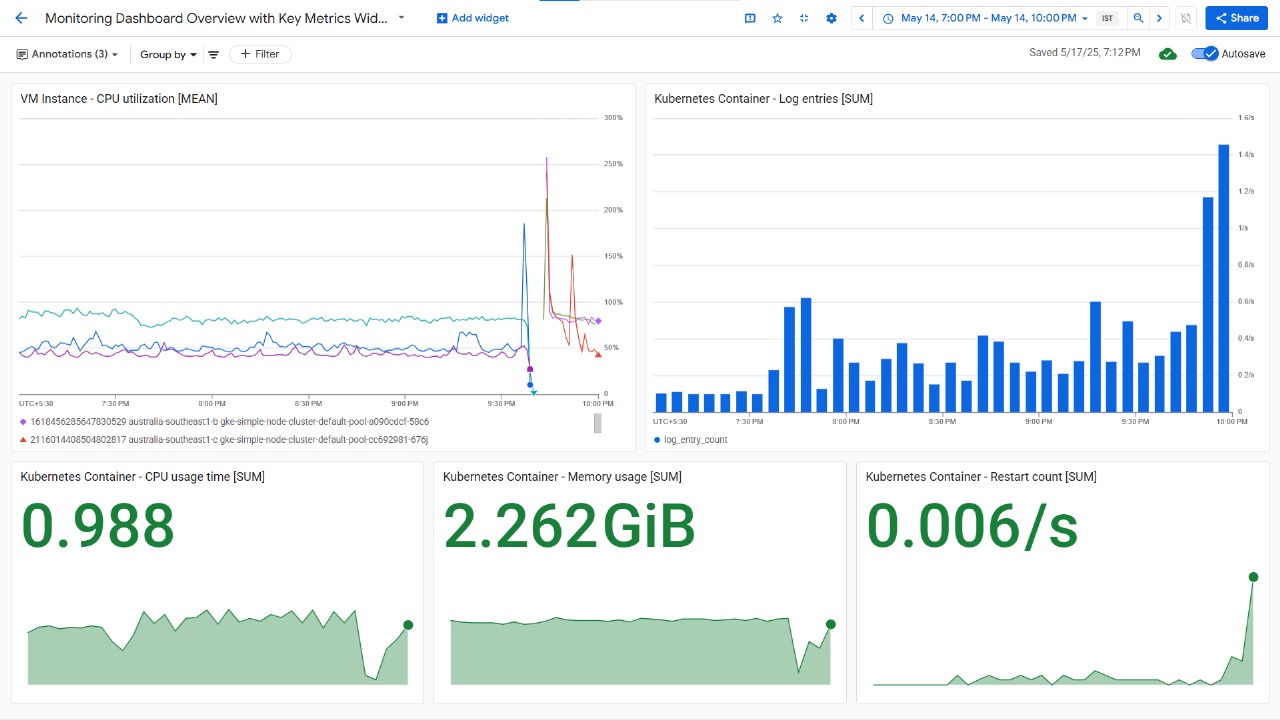 Monitoring Dashboard Overview with Key Metrics Wid...
Add widget
May 14, 7:00 PM - May 14, 10:00 PM
IST
Share
Annotations (3)
Group by
Filter
Saved 5/17/25, 7:12 PM
Autosave
VM Instance - CPU utilization [MEAN]
300%
250%
200%
150%
100%
50%
0
UTC+5:30
7:30 PM
8:00 PM
8:30 PM
9:00 PM
9:30 PM
10:00 PM
1618456285647830529 australia-southeast1-b gke-simple-node-cluster-default-pool-a090cdcf-58c6
2116014408504802817 australia-southeast1-c gke-simple-node-cluster-default-pool-cc692981-676j
Kubernetes Container - Log entries [SUM]
1.6/s
1.4/s
1.2/s
1/s
0.8/s
0.6/s
0.4/s
0.2/s
0
UTC+5:30
7:30 PM
8:00 PM
8:30 PM
9:00 PM
9:30 PM
10:00 PM
log_entry_count
Kubernetes Container - CPU usage time [SUM]
0.988
Kubernetes Container - Memory usage [SUM]
2.262GiB
Kubernetes Container - Restart count [SUM]
0.006/s